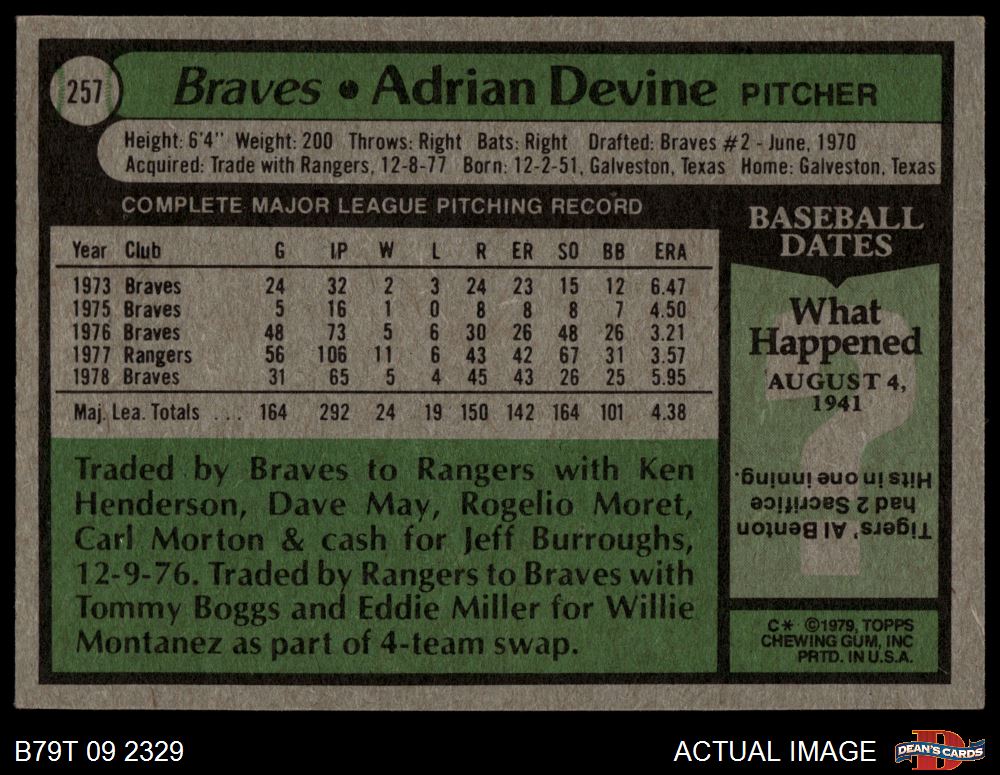 257
Braves • Adrian Devine PITCHER
Height: 6'4" Weight: 200 Throws: Right Bats: Right Drafted: Braves #2 - June, 1970
Acquired: Trade with Rangers, 12-8-77 Born: 12-2-51, Galveston, Texas Home: Galveston, Texas
COMPLETE MAJOR LEAGUE PITCHING RECORD
Year Club G IP W L R ER SO BB ERA
1973 Braves 24 32 2 3 24 23 15 12 6.47
1975 Braves 5 16 1 0 8 8 8 7 4.50
1976 Braves 48 73 5 6 30 26 48 26 3.21
1977 Rangers 56 106 11 6 43 42 67 31 3.57
1978 Braves 31 65 5 4 45 43 26 25 5.95
Maj. Lea. Totals ... 164 292 24 19 150 142 164 101 4.38
Traded by Braves to Rangers with Ken
Henderson, Dave May, Rogelio Moret,
Carl Morton & cash for Jeff Burroughs,
12-9-76. Traded by Rangers to Braves with
Tommy Boggs and Eddie Miller for Willie
Montanez as part of 4-team swap.
BASEBALL
DATES
What
Happened
AUGUST 4,
1941
?
Tigers' Al Benton
had 2 Sacrifice
Hits in one inning.
C* ©1979, TOPPS
CHEWING GUM, INC
PRTD. IN U.S.A.
B79T 09 2329
ACTUAL IMAGE
DEAN'S CARDS